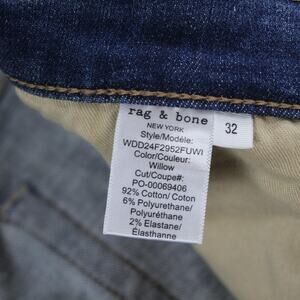 rag & bone
NEW YORK
Style/Modèle:
WDD24F2952FUWI
Color/Couleur:
Willow
Cut/Coupe#:
PO-00069406
92% Cotton/ Coton
6% Polyurethane/
Polyuréthane
2% Elastane/
Élasthanne
32